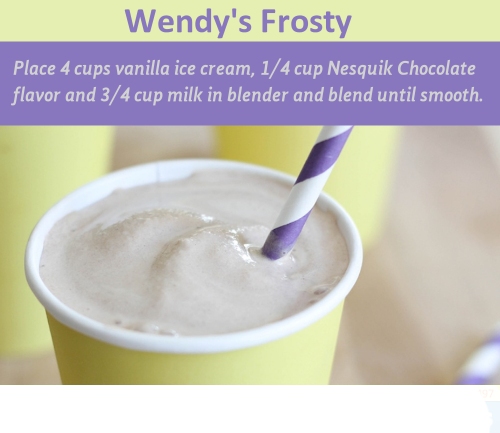 Wendy's Frosty
Place 4 cups vanilla ice cream, 1/4 cup Nesquik Chocolate
flavor and 3/4 cup milk in blender and blend until smooth.